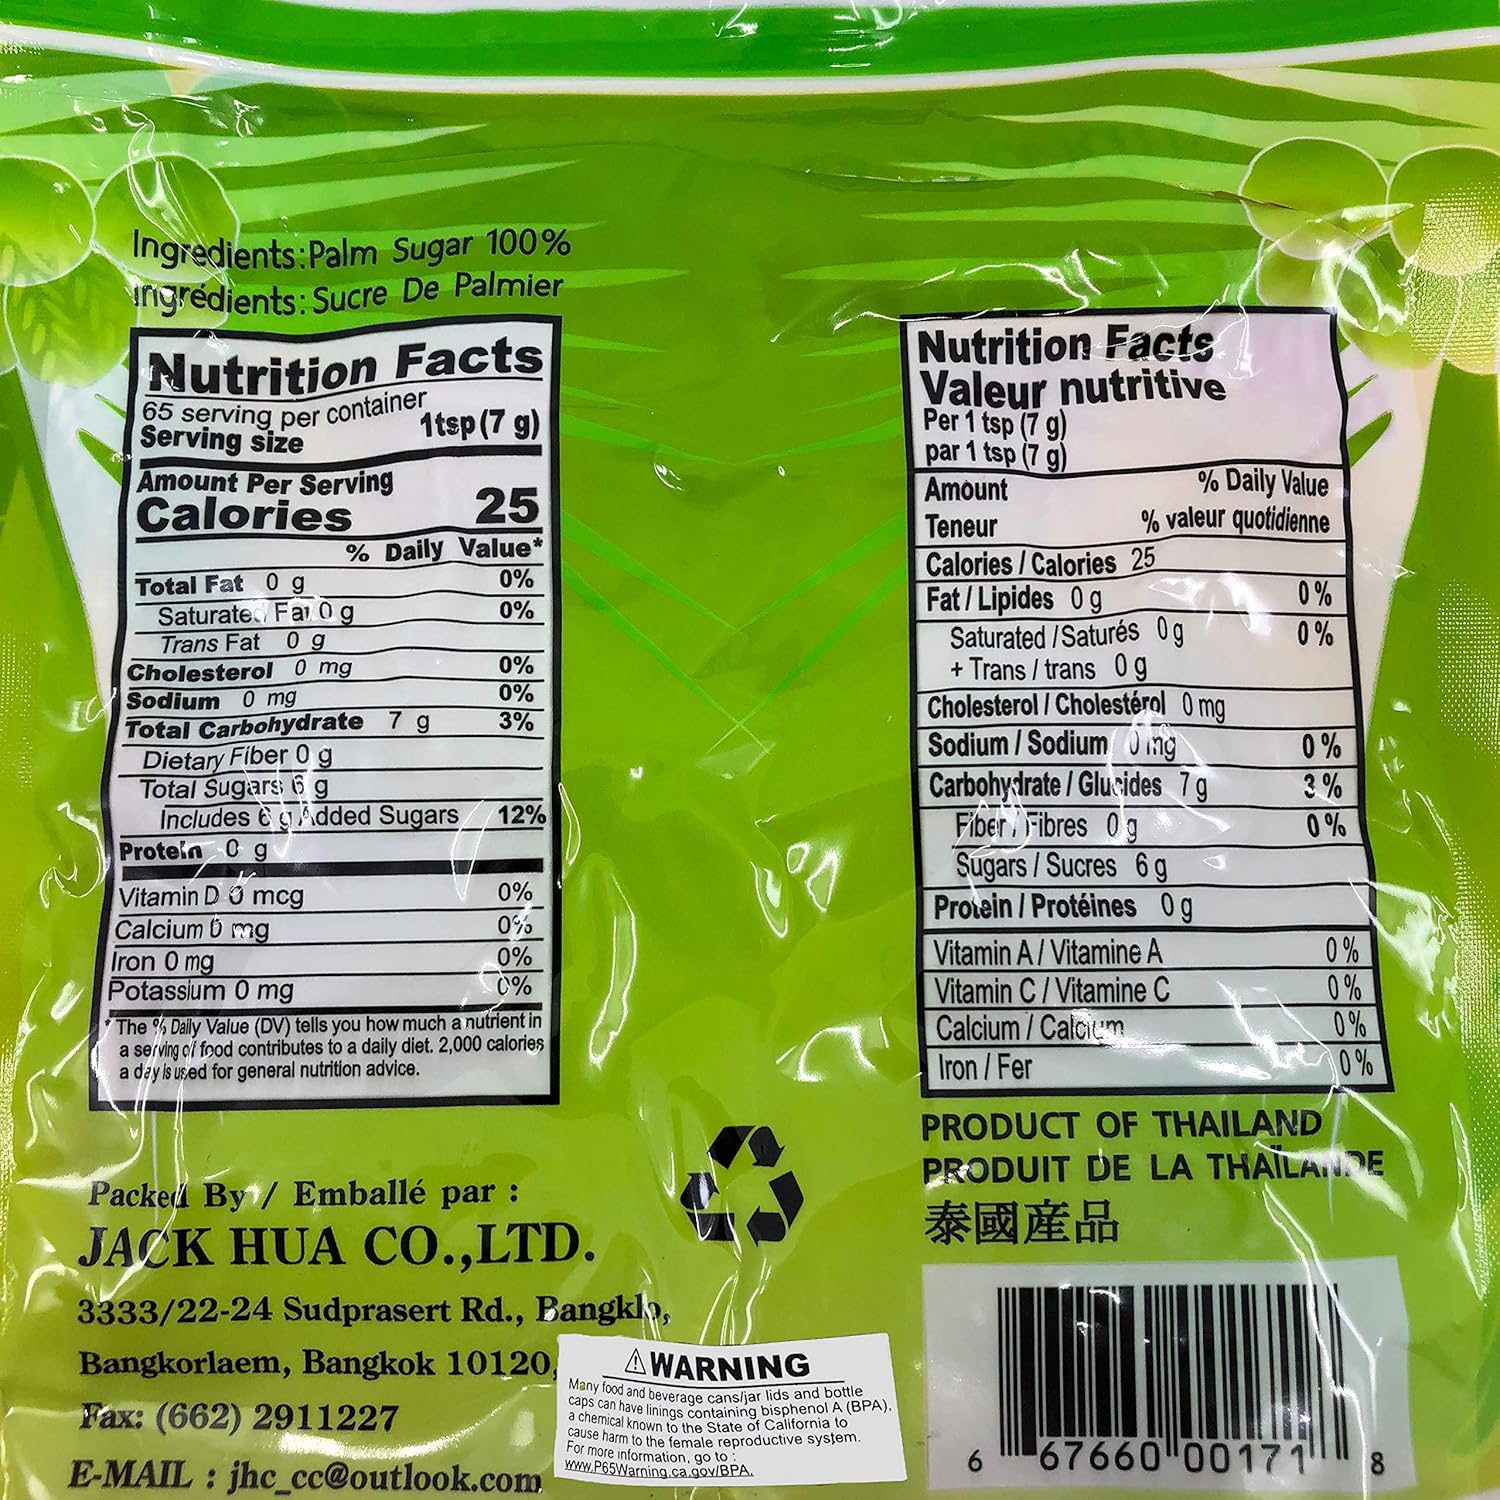 Ingredients:Palm Sugar 100%
ingrédients: Sucre De Palmier
Nutrition Facts
65 serving per container
Serving size 1tsp (7 g)
Amount Per Serving
Calories 25
% Daily Value*
Total Fat 0 g 0%
Saturated Fat 0 g 0%
Trans Fat 0 g
Cholesterol 0 mg 0%
Sodium 0 mg 0%
Total Carbohydrate 7 g 3%
Dietary Fiber 0 g
Total Sugars 6 g
Includes 6 g Added Sugars 12%
Protein 0 g
Vitamin D 0 mcg 0%
Calcium 0 mg 0%
Iron 0 mg 0%
Potassium 0 mg 0%
* The % Daily Value (DV) tells you how much a nutrient in
a serving of food contributes to a daily diet. 2,000 calories
a day is used for general nutrition advice.
Packed By / Emballé par :
JACK HUA CO.,LTD.
3333/22-24 Sudprasert Rd., Bangklo,
Bangkorlaem, Bangkok 10120,
Fax: (662) 2911227
E-MAIL : jhc_cc@outlook.com
⚠ WARNING
Many food and beverage cans/jar lids and bottle
caps can have linings containing bisphenol A (BPA),
a chemical known to the State of California to
cause harm to the female reproductive system.
For more information, go to :
www.P65Warning.ca.gov/BPA.
Nutrition Facts
Valeur nutritive
Per 1 tsp (7 g)
par 1 tsp (7 g)
Amount % Daily Value
Teneur % valeur quotidienne
Calories / Calories 25
Fat / Lipides 0 g 0 %
Saturated / Saturés 0 g 0 %
+ Trans / trans 0 g
Cholesterol / Cholestérol 0 mg
Sodium / Sodium 0 mg 0 %
Carbohydrate / Glucides 7 g 3 %
Fiber / Fibres 0 g 0 %
Sugars / Sucres 6 g
Protein / Protéines 0 g
Vitamin A / Vitamine A 0 %
Vitamin C / Vitamine C 0 %
Calcium / Calcium 0 %
Iron / Fer 0 %
PRODUCT OF THAILAND
PRODUIT DE LA THAÏLANDE
泰國産品
6 67660 00171 8